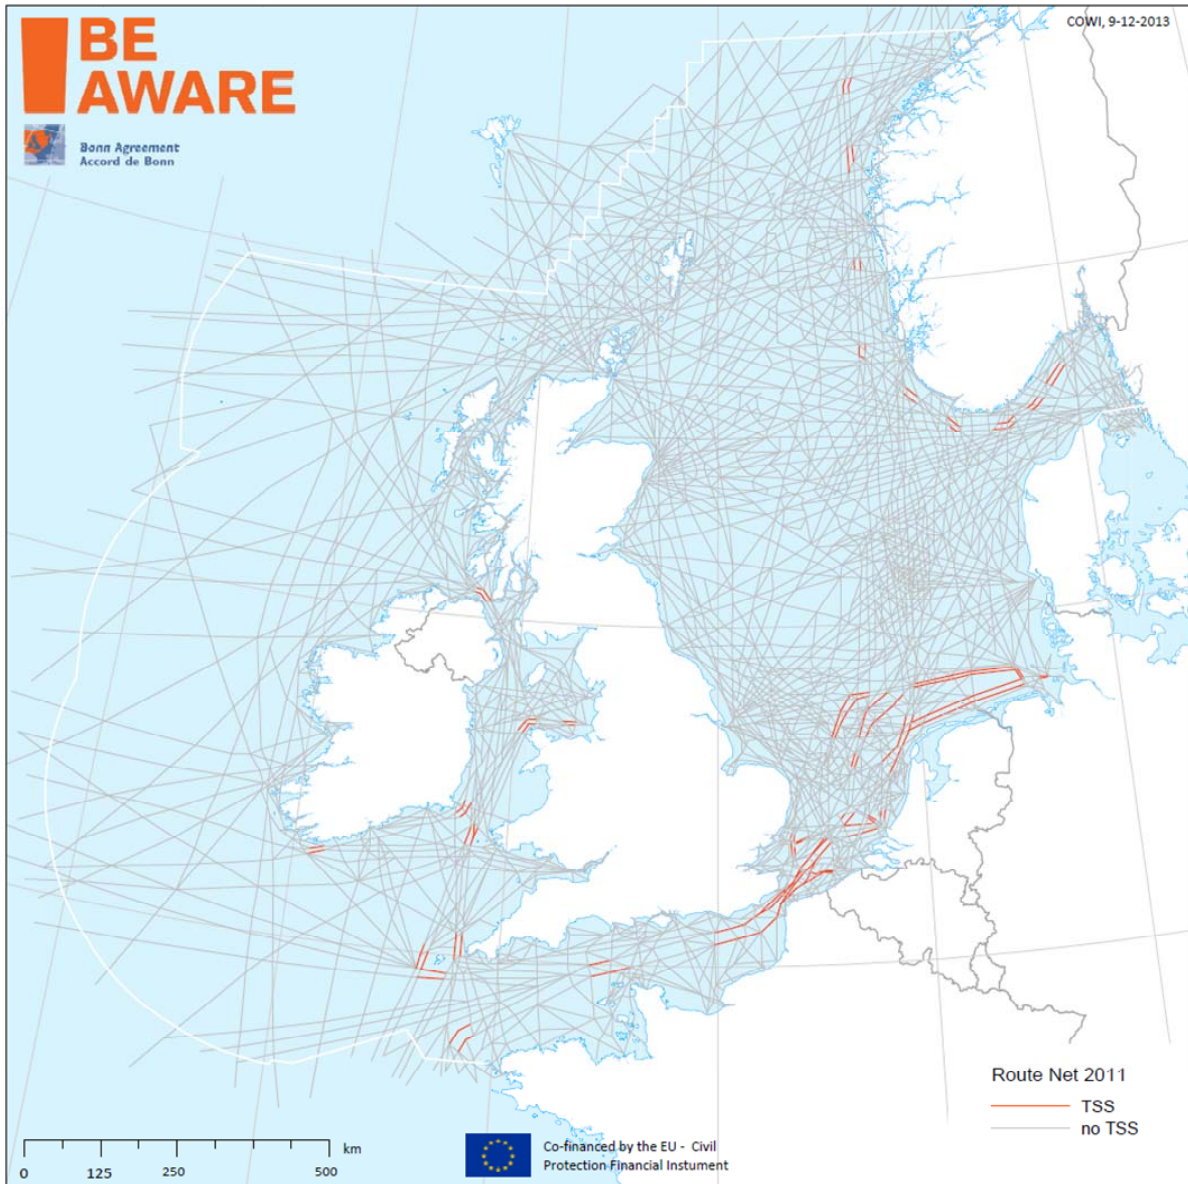 BE
AWARE
Bonn Agreement
Accord de Bonn
COWI, 9-12-2013
Route Net 2011
TSS
no TSS
km
0 125 250 500
Co-financed by the EU - Civil
Protection Financial Instument